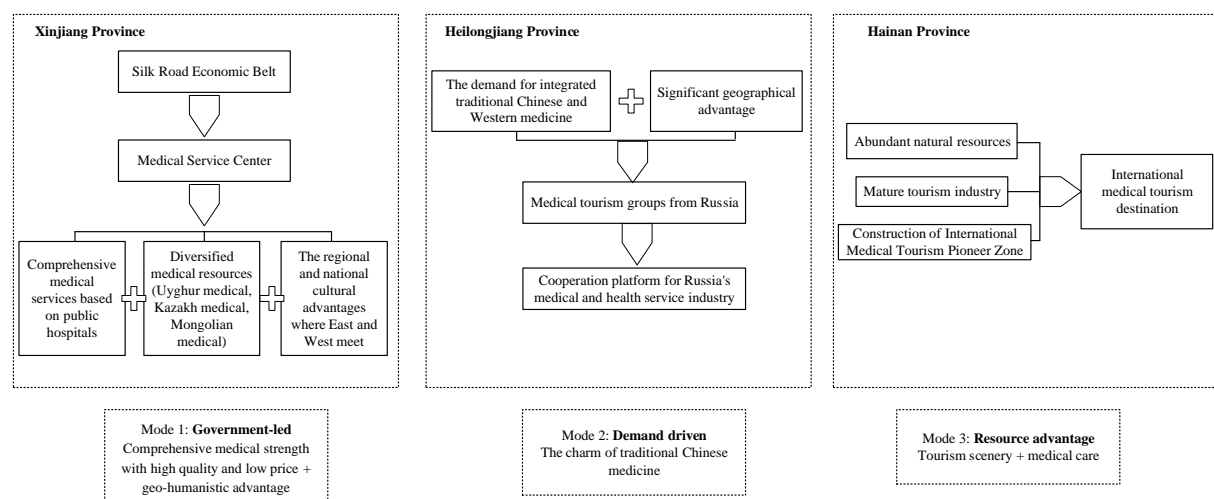 Xinjiang Province
Silk Road Economic Belt
Medical Service Center
Comprehensive
medical
services based
on public
hospitals
Diversified
medical resources
(Uyghur medical,
Kazakh medical,
Mongolian
medical)
The regional
and national
cultural
advantages
where East and
West meet
Mode 1: Government-led
Comprehensive medical strength
with high quality and low price +
geo-humanistic advantage
Heilongjiang Province
The demand for integrated
traditional Chinese and
Western medicine
Significant geographical
advantage
Medical tourism groups from Russia
Cooperation platform for Russia's
medical and health service industry
Mode 2: Demand driven
The charm of traditional Chinese
medicine
Hainan Province
Abundant natural resources
Mature tourism industry
Construction of International
Medical Tourism Pioneer Zone
International
medical tourism
destination
Mode 3: Resource advantage
Tourism scenery + medical care